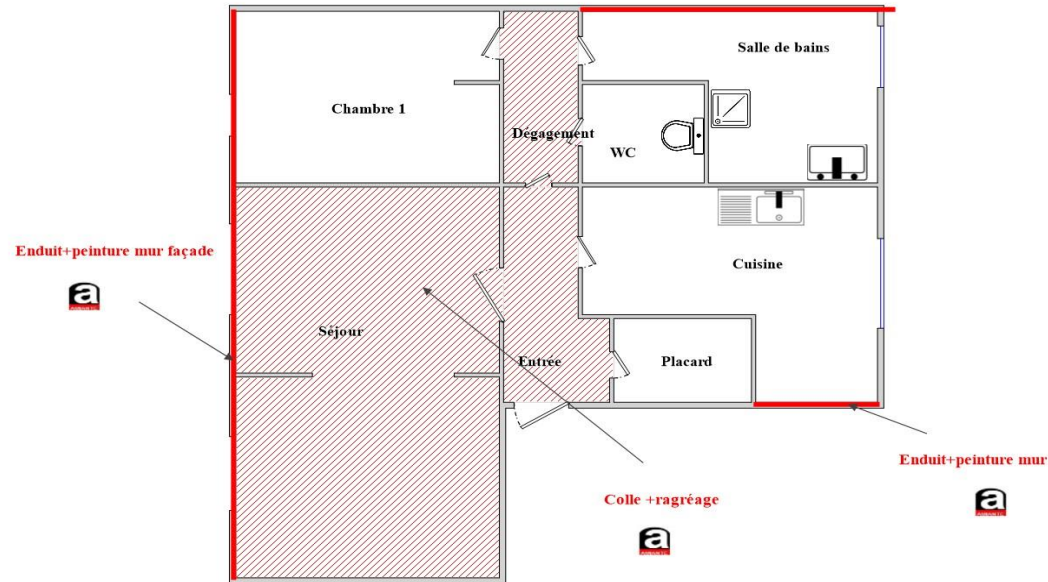 Salle de bains
Chambre 1
Dégagement
WC
Enduit+peinture mur façade
a
Cuisine
Séjour
Entrée
Placard
Enduit+peinture mur
a
Colle +ragréage
a